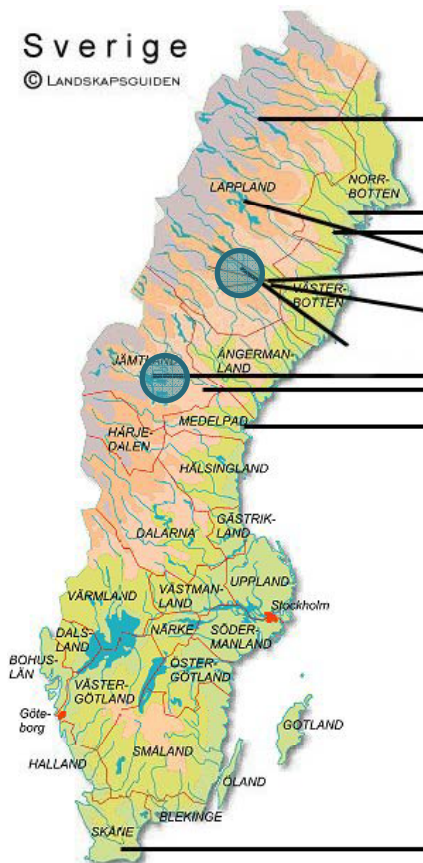 Sverige
© LANDSKAPSGUIDEN
LAPPLAND
NORR-
BOTTEN
VÄSTER-
BOTTEN
JÄMTLAND
ÅNGERMAN-
LAND
MEDELPAD
HÄRJE-
DALEN
HÄLSINGLAND
GÄSTRIK-
LAND
DALARNA
UPPLAND
VÄSTMAN-
LAND
VÄRMLAND
Stockholm
NÄRKE
SÖDER-
MANLAND
DALS-
LAND
BOHUS-
LÄN
ÖSTER-
GÖTLAND
VÄSTER-
GÖTLAND
Göte-
borg
GOTLAND
SMÅLAND
HALLAND
ÖLAND
BLEKINGE
SKÅNE